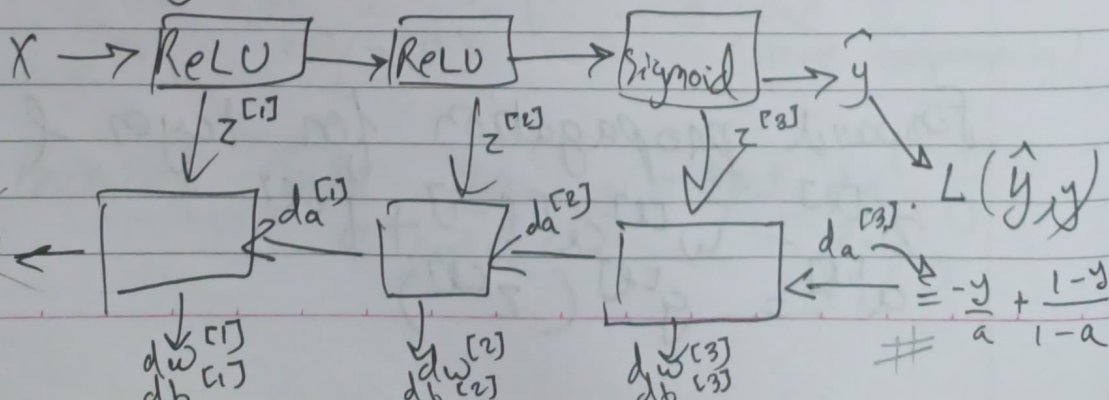 X → ReLU → ReLU → Sigmoid → ŷ
z^[1] z^[2] z^[3]
L(ŷ, y)
da^[1] da^[2] da^[3]
= -y/a + 1-y/1-a
dw^[1] dw^[2] dw^[3]
db^[1] db^[2] db^[3]